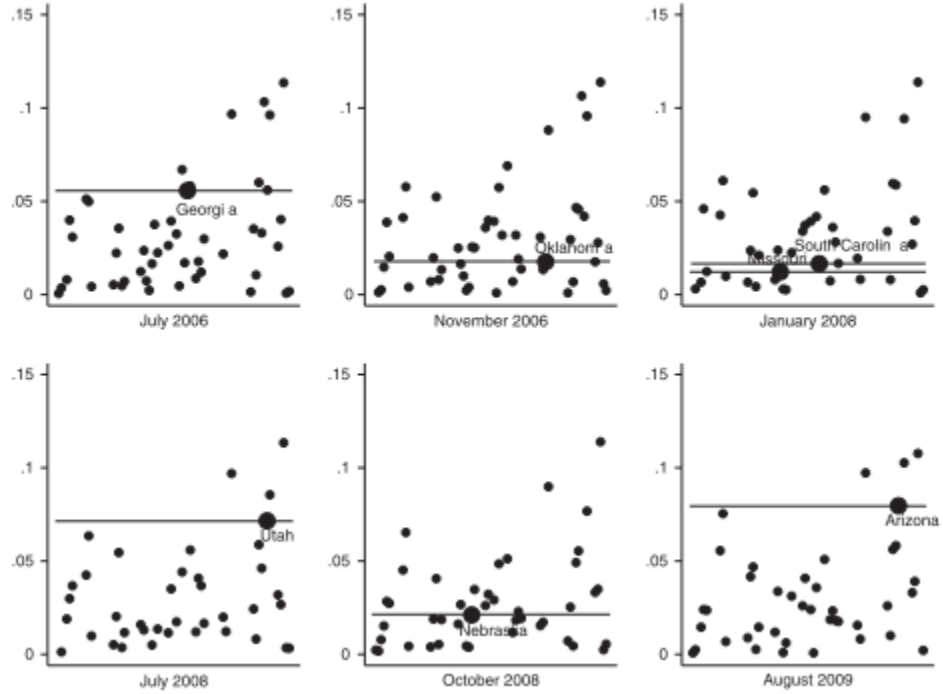 .15 .15 .15
.1 .1 .1
.05 .05 .05
Georgi a Oklahom a South Carolin a
Missouri
0 0 0
July 2006 November 2006 January 2008
.15 .15 .15
.1 .1 .1
Utah Arizona
.05 .05 .05
Nebraska
0 0 0
July 2008 October 2008 August 2009